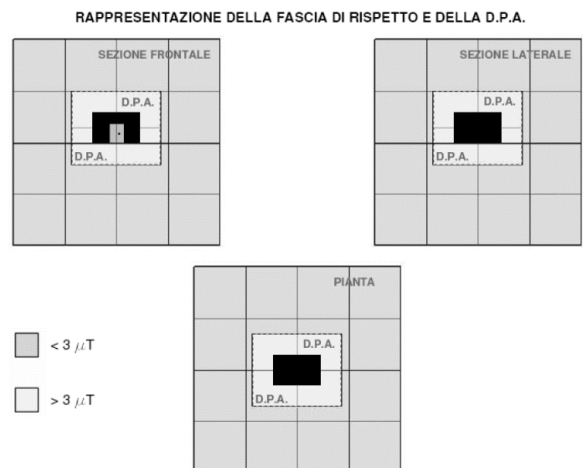 RAPPRESENTAZIONE DELLA FASCIA DI RISPETTO E DELLA D.P.A.
SEZIONE FRONTALE
D.P.A.
D.P.A.
SEZIONE LATERALE
D.P.A.
D.P.A.
PIANTA
D.P.A.
D.P.A.
< 3 μT
> 3 μT